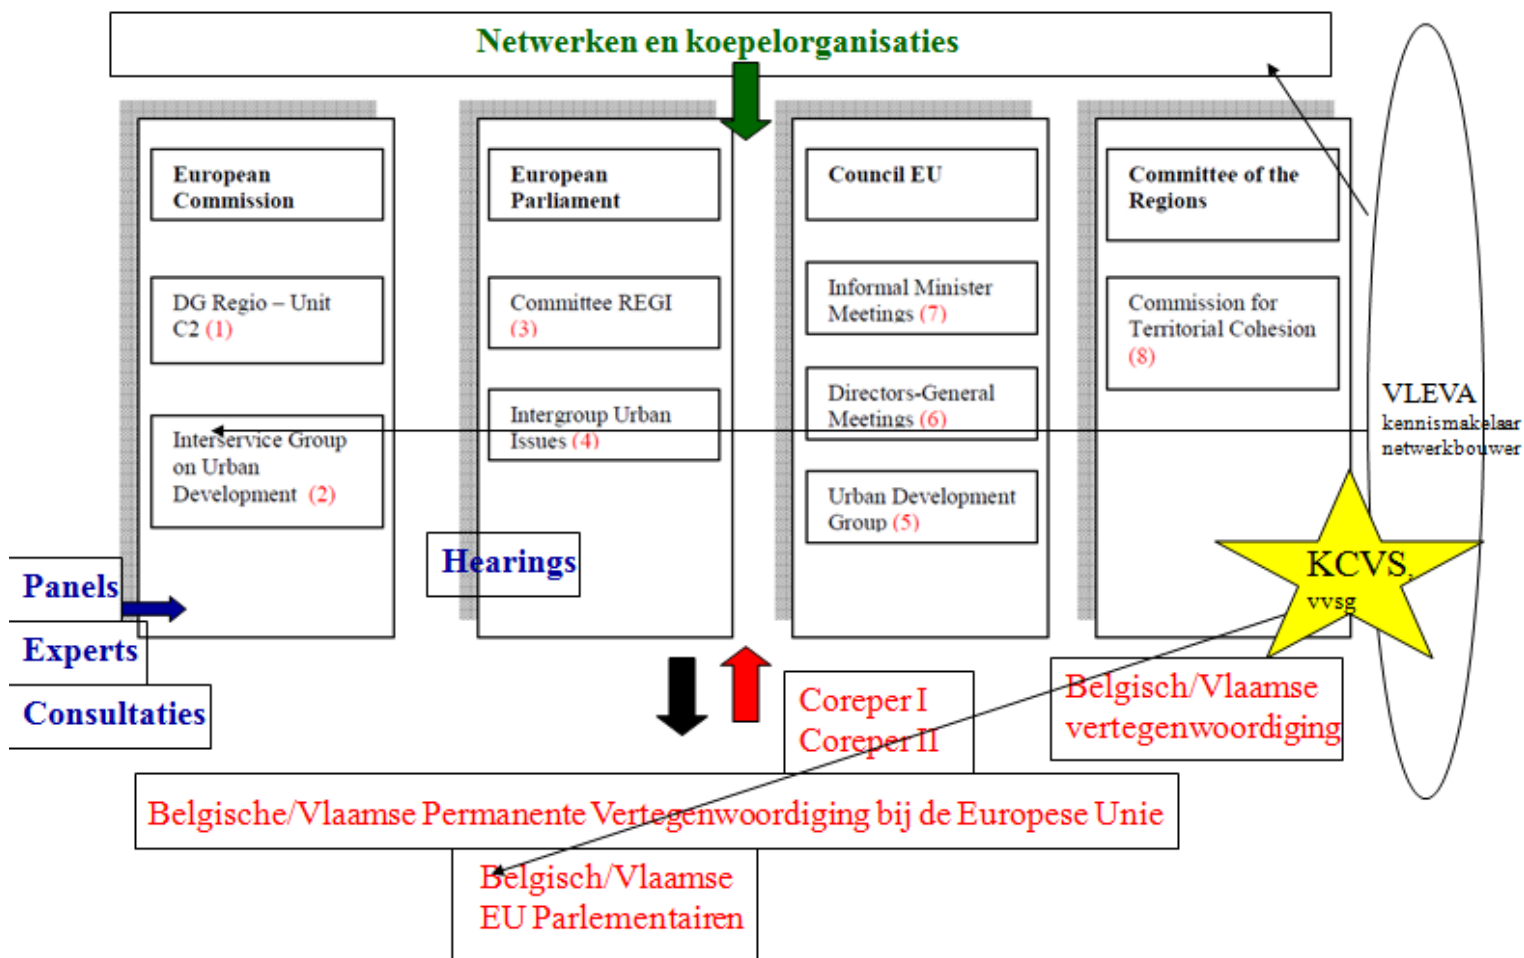 Netwerken en koepelorganisaties
European
Commission
DG Regio – Unit
C2 (1)
Interservice Group
on Urban
Development (2)
European
Parliament
Committee REGI
(3)
Intergroup Urban
Issues (4)
Hearings
Council EU
Informal Minister
Meetings (7)
Directors-General
Meetings (6)
Urban Development
Group (5)
Committee of the
Regions
Commission for
Territorial Cohesion
(8)
VLEVA
kennismakelaar
netwerkbouwer
KCVS,
vvsg
Panels
Experts
Consultaties
Coreper I
Coreper II
Belgisch/Vlaamse
vertegenwoordiging
Belgische/Vlaamse Permanente Vertegenwoordiging bij de Europese Unie
Belgisch/Vlaamse
EU Parlementairen